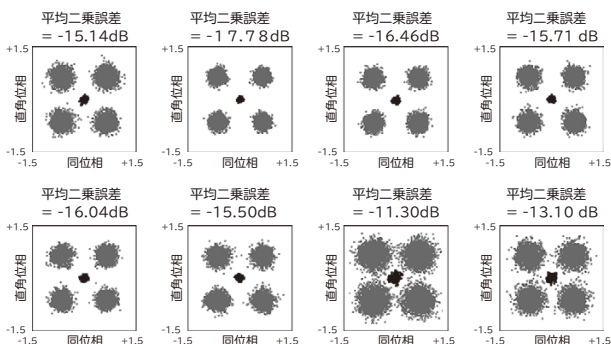 平均二乗誤差
= -15.14dB
+1.5
直角位相
-1.5
-1.5
同位相
+1.5
平均二乗誤差
= -17.78dB
直角位相
-1.5
同位相
+1.5
平均二乗誤差
= -16.46dB
+1.5
直角位相
-1.5
-1.5
同位相
+1.5
平均二乗誤差
= -15.71 dB
+1.5
直角位相
-1.5
-1.5
同位相
+1.5
平均二乗誤差
= -16.04dB
+1.5
直角位相
-1.5
-1.5
同位相
+1.5
平均二乗誤差
= -15.50dB
+1.5
直角位相
-1.5
-1.5
同位相
+1.5
平均二乗誤差
= -11.30dB
+1.5
直角位相
-1.5
-1.5
同位相
+1.5
平均二乗誤差
= -13.10 dB
+1.5
直角位相
-1.5
-1.5
同位相
+1.5